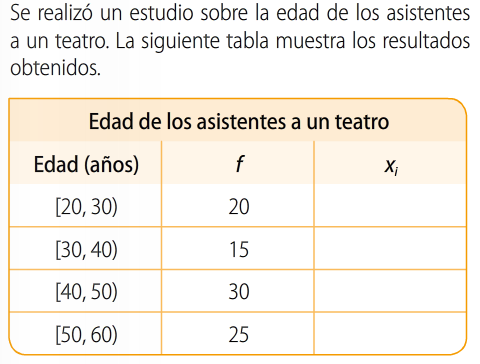 Se realizó un estudio sobre la edad de los asistentes
a un teatro. La siguiente tabla muestra los resultados
obtenidos.
Edad de los asistentes a un teatro
Edad (años) f xᵢ
[20, 30) 20
[30, 40) 15
[40, 50) 30
[50, 60) 25